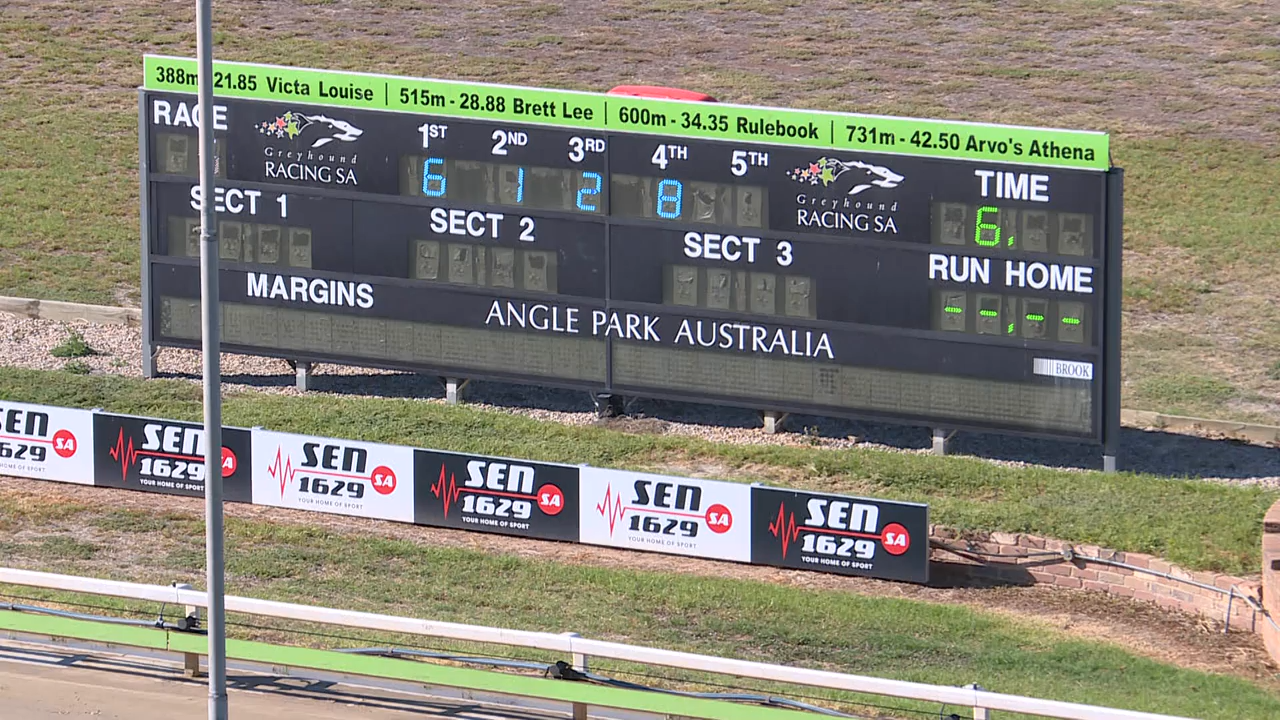 388m 21.85 Victa Louise | 515m - 28.88 Brett Lee | 600m - 34.35 Rulebook | 731m - 42.50 Arvo's Athena
RACE
Greyhound
RACING SA
1ST 2ND 3RD 4TH 5TH
6 1 2 8
Greyhound
RACING SA
TIME
6.
SECT 1
SECT 2
SECT 3
RUN HOME
--.--
MARGINS
ANGLE PARK AUSTRALIA
BROOK
SEN
1629
SA
HOME OF SPORT
SEN
1629
YOUR HOME OF SPORT
SEN
1629
SA
YOUR HOME OF SPORT
SEN
1629
SA
YOUR HOME OF SPORT
SEN
1629
SA
YOUR HOME OF SPORT
SEN
1629
SA
YOUR HOME OF SPORT